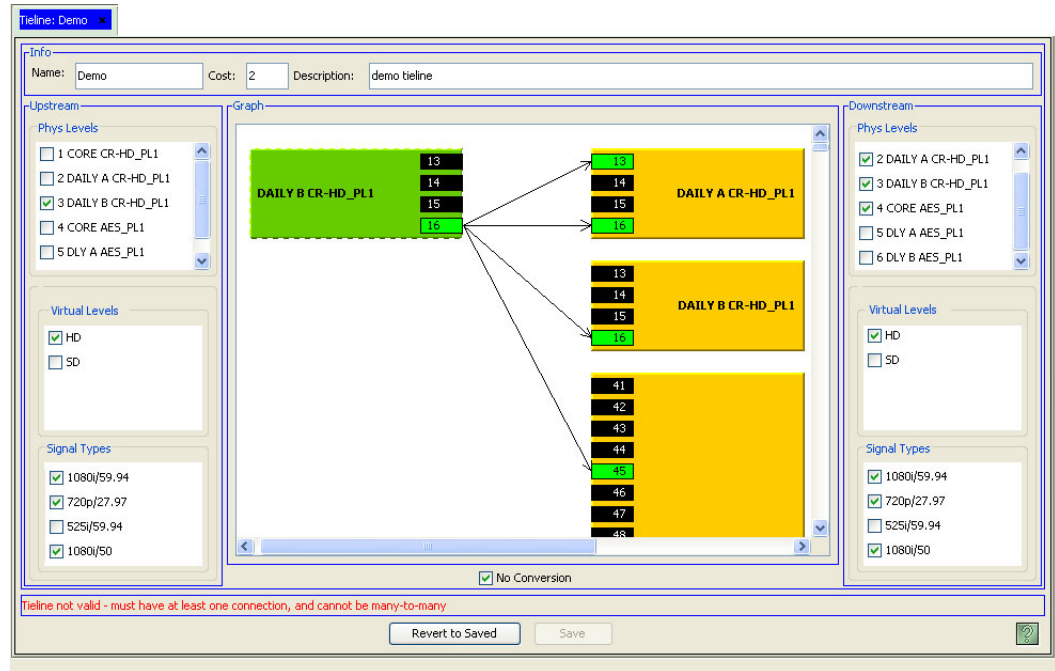 Tieline: Demo ×
Info
Name: Demo Cost: 2 Description: demo tieline
Upstream
Phys Levels
1 CORE CR-HD_PL1
2 DAILY A CR-HD_PL1
3 DAILY B CR-HD_PL1
4 CORE AES_PL1
5 DLY A AES_PL1
Virtual Levels
HD
SD
Signal Types
1080i/59.94
720p/27.97
525i/59.94
1080i/50
Graph
DAILY B CR-HD_PL1
13
14
15
16
13
14
15
16
DAILY A CR-HD_PL1
13
14
15
16
DAILY B CR-HD_PL1
41
42
43
44
45
46
47
48
No Conversion
Downstream
Phys Levels
2 DAILY A CR-HD_PL1
3 DAILY B CR-HD_PL1
4 CORE AES_PL1
5 DLY A AES_PL1
6 DLY B AES_PL1
Virtual Levels
HD
SD
Signal Types
1080i/59.94
720p/27.97
525i/59.94
1080i/50
Tieline not valid - must have at least one connection, and cannot be many-to-many
Revert to Saved Save ?